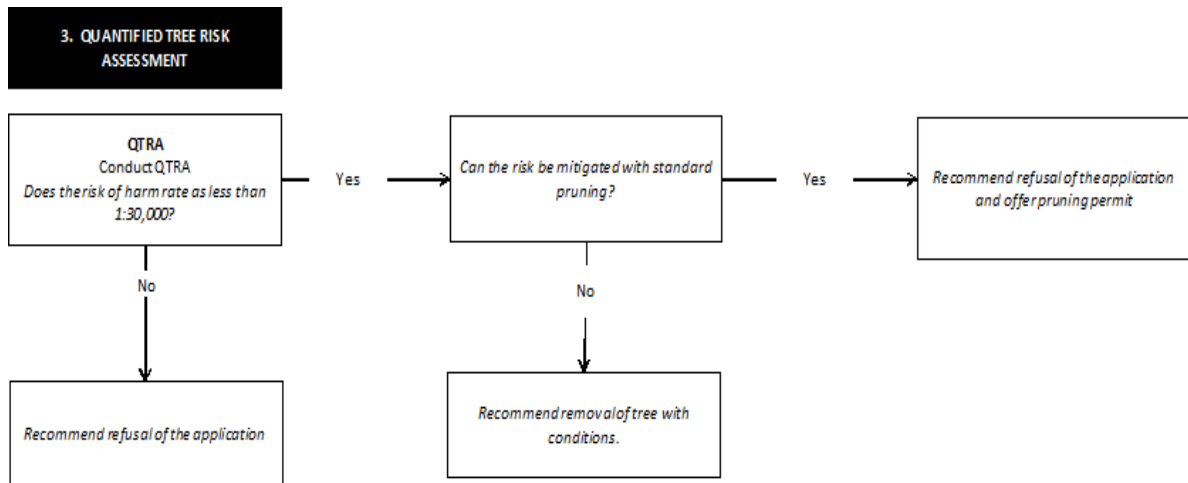 3. QUANTIFIED TREE RISK
ASSESSMENT
QTRA
Conduct QTRA
Does the risk of harm rate as less than
1:30,000?
Yes
Can the risk be mitigated with standard
pruning?
Yes
Recommend refusal of the application
and offer pruning permit
No
No
Recommend refusal of the application
Recommend removal of tree with
conditions.